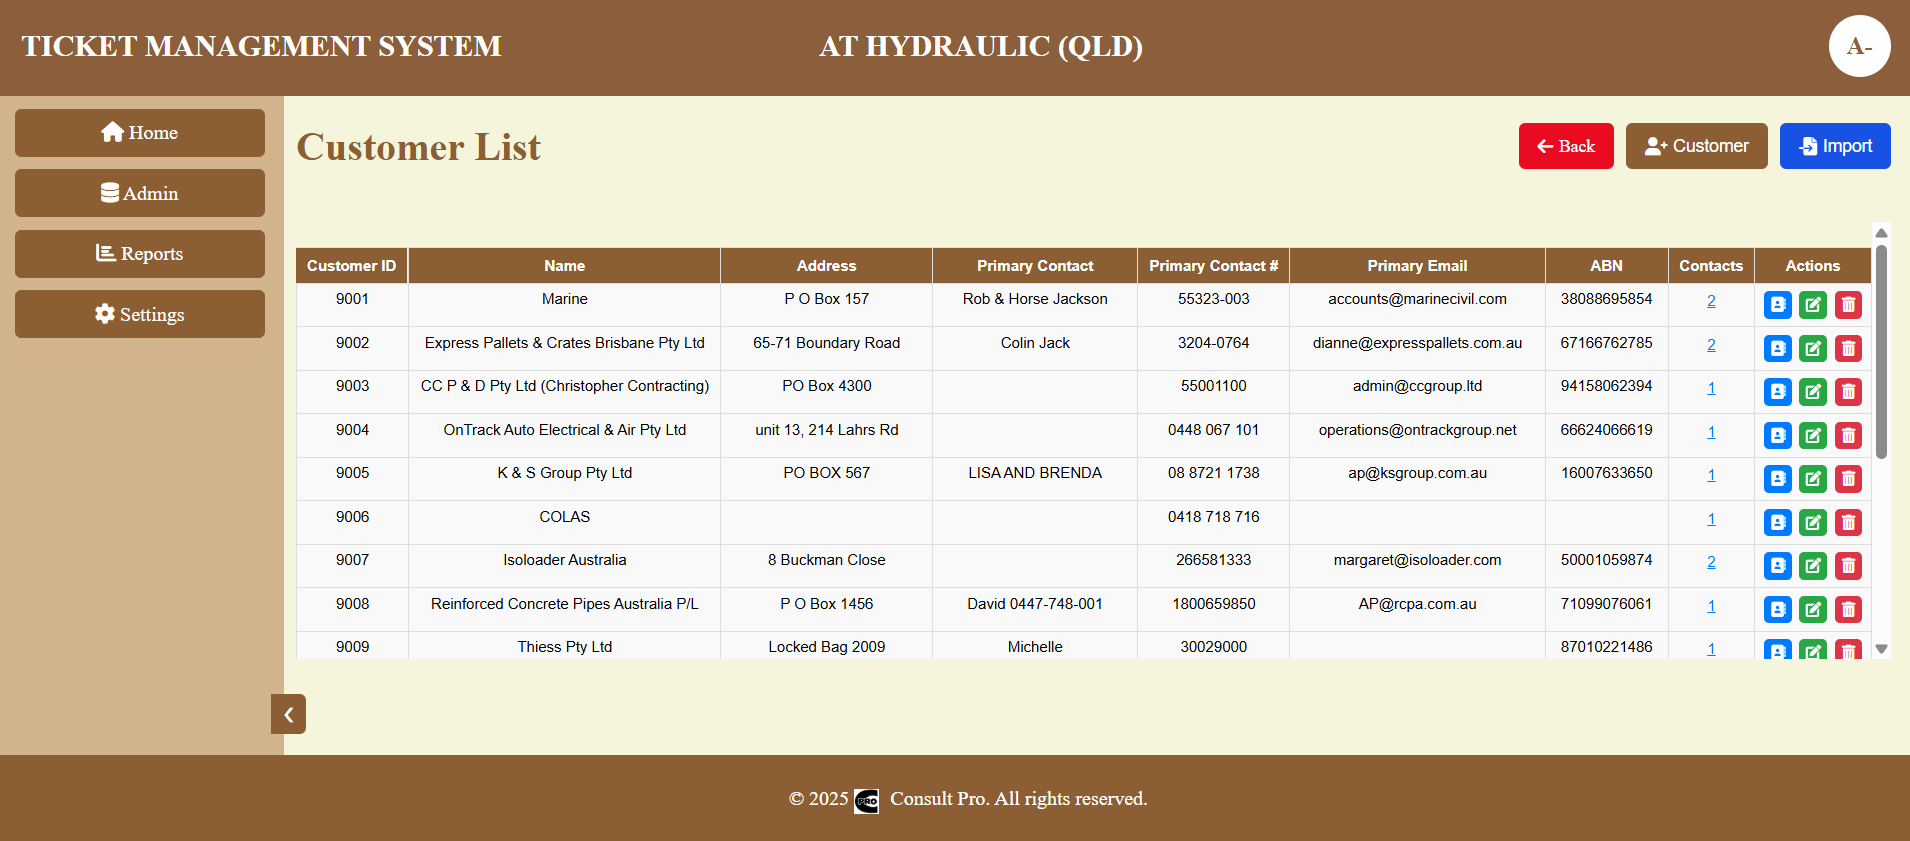 TICKET MANAGEMENT SYSTEM AT HYDRAULIC (QLD) A-
Home
Admin
Reports
Settings
Customer List
Back Customer Import
Customer ID Name Address Primary Contact Primary Contact # Primary Email ABN Contacts Actions
9001 Marine P O Box 157 Rob & Horse Jackson 55323-003 accounts@marinecivil.com 38088695854 2
9002 Express Pallets & Crates Brisbane Pty Ltd 65-71 Boundary Road Colin Jack 3204-0764 dianne@expresspallets.com.au 67166762785 2
9003 CC P & D Pty Ltd (Christopher Contracting) PO Box 4300 55001100 admin@ccgroup.ltd 94158062394 1
9004 OnTrack Auto Electrical & Air Pty Ltd unit 13, 214 Lahrs Rd 0448 067 101 operations@ontrackgroup.net 66624066619 1
9005 K & S Group Pty Ltd PO BOX 567 LISA AND BRENDA 08 8721 1738 ap@ksgroup.com.au 16007633650 1
9006 COLAS 0418 718 716 1
9007 Isoloader Australia 8 Buckman Close 266581333 margaret@isoloader.com 50001059874 2
9008 Reinforced Concrete Pipes Australia P/L P O Box 1456 David 0447-748-001 1800659850 AP@rcpa.com.au 71099076061 1
9009 Thiess Pty Ltd Locked Bag 2009 Michelle 30029000 87010221486 1
© 2025 PRO Consult Pro. All rights reserved.